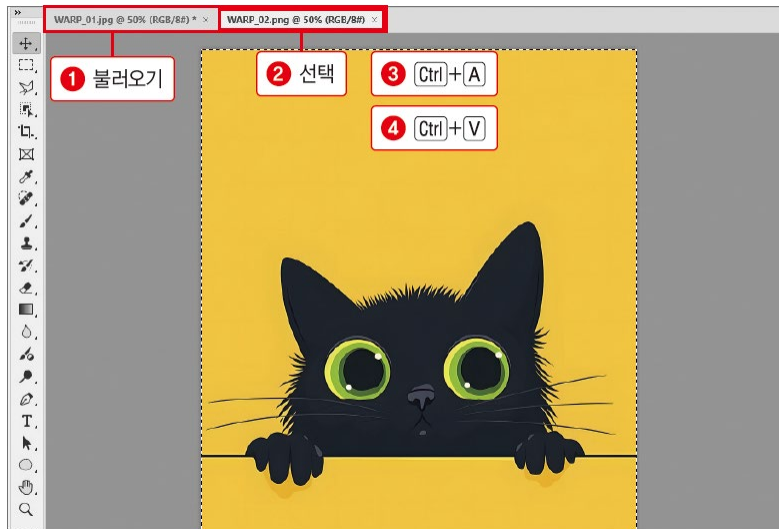 WARP_01.jpg @ 50% (RGB/8#) * ×
WARP_02.png @ 50% (RGB/8#) ×
1 불러오기
2 선택
3 Ctrl+A
4 Ctrl+V
T